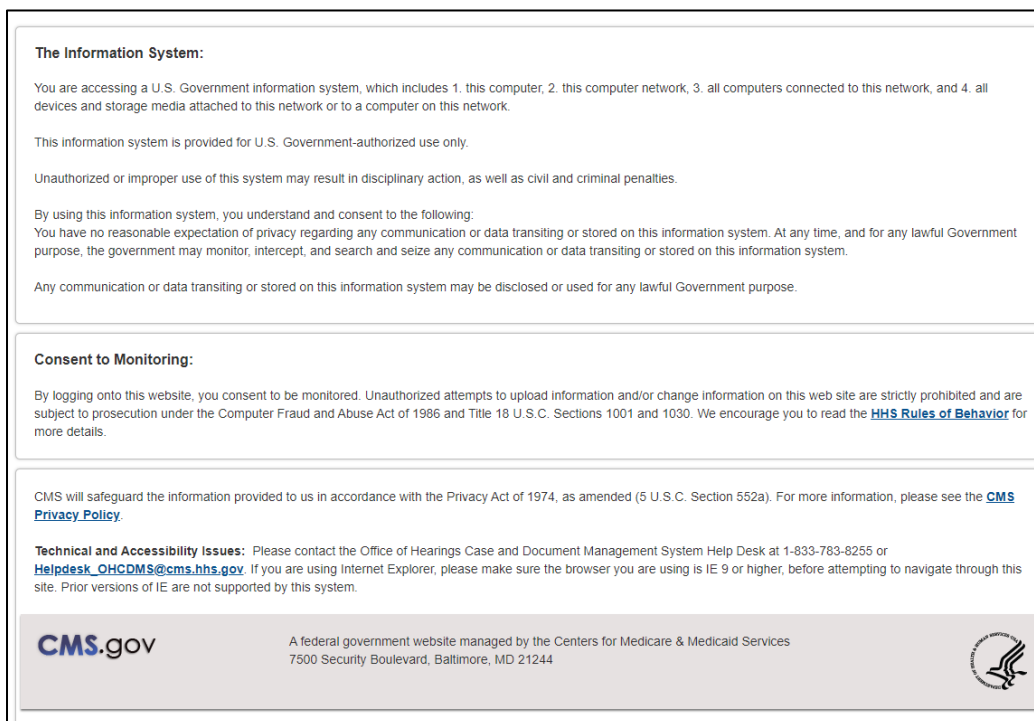 The Information System:
You are accessing a U.S. Government information system, which includes 1. this computer, 2. this computer network, 3. all computers connected to this network, and 4. all
devices and storage media attached to this network or to a computer on this network.
This information system is provided for U.S. Government-authorized use only.
Unauthorized or improper use of this system may result in disciplinary action, as well as civil and criminal penalties.
By using this information system, you understand and consent to the following:
You have no reasonable expectation of privacy regarding any communication or data transiting or stored on this information system. At any time, and for any lawful Government
purpose, the government may monitor, intercept, and search and seize any communication or data transiting or stored on this information system.
Any communication or data transiting or stored on this information system may be disclosed or used for any lawful Government purpose.
Consent to Monitoring:
By logging onto this website, you consent to be monitored. Unauthorized attempts to upload information and/or change information on this web site are strictly prohibited and are
subject to prosecution under the Computer Fraud and Abuse Act of 1986 and Title 18 U.S.C. Sections 1001 and 1030. We encourage you to read the HHS Rules of Behavior for
more details.
CMS will safeguard the information provided to us in accordance with the Privacy Act of 1974, as amended (5 U.S.C. Section 552a). For more information, please see the CMS
Privacy Policy.
Technical and Accessibility Issues: Please contact the Office of Hearings Case and Document Management System Help Desk at 1-833-783-8255 or
Helpdesk_OHCDMS@cms.hhs.gov. If you are using Internet Explorer, please make sure the browser you are using is IE 9 or higher, before attempting to navigate through this
site. Prior versions of IE are not supported by this system.
CMS.gov
A federal government website managed by the Centers for Medicare & Medicaid Services
7500 Security Boulevard, Baltimore, MD 21244